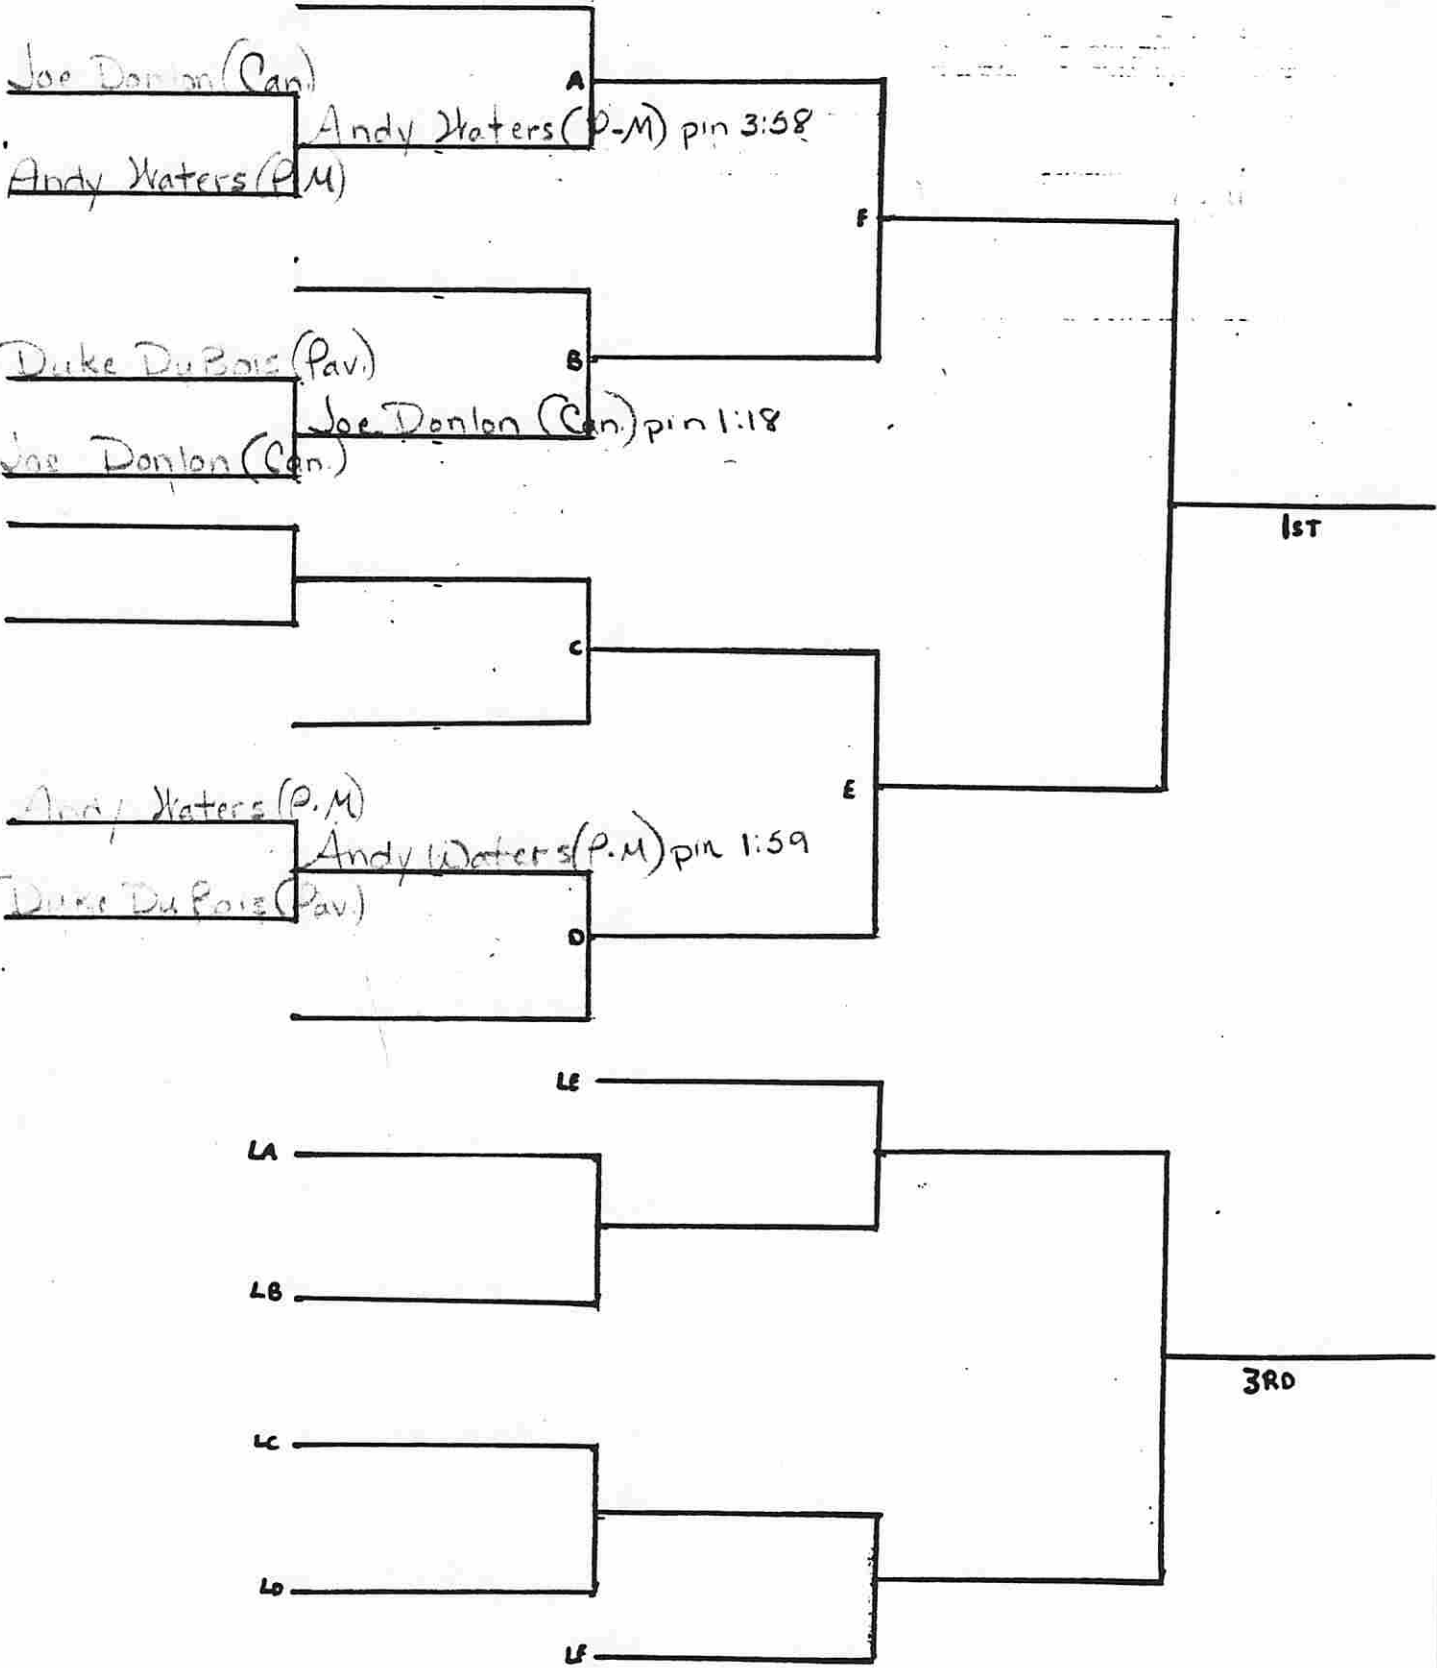 Joe Donlon (Can)
A
Andy Waters (P-M) pin 3:58
Andy Waters (P.M)
F
Duke DuBois (Pav.)
B
Joe Donlon (Can.) pin 1:18
Joe Donlon (Can.)
1ST
C
E
Andy Waters (P.M)
Andy Waters (P.M) pin 1:59
Duke DuBois (Pav.)
D
LE
LA
LB
3RD
LC
LD
LF